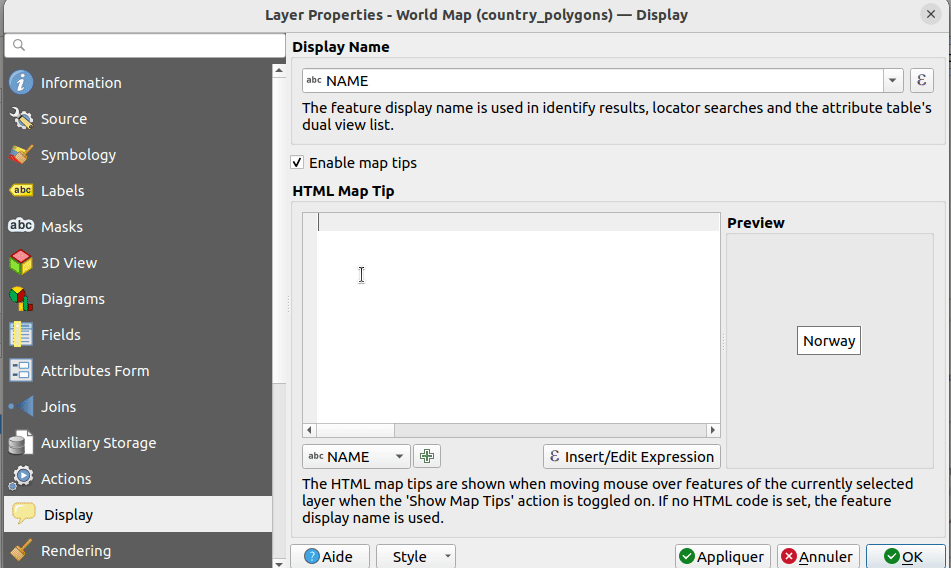 Layer Properties - World Map (country_polygons) — Display
Information
Source
Symbology
abc Labels
abc Masks
3D View
Diagrams
Fields
Attributes Form
Joins
Auxiliary Storage
Actions
Display
Rendering
Display Name
abc NAME ε
The feature display name is used in identify results, locator searches and the attribute table's
dual view list.
Enable map tips
HTML Map Tip
Preview
Norway
abc NAME
ε Insert/Edit Expression
The HTML map tips are shown when moving mouse over features of the currently selected
layer when the 'Show Map Tips' action is toggled on. If no HTML code is set, the feature
display name is used.
? Aide
Style
Appliquer
Annuler
OK